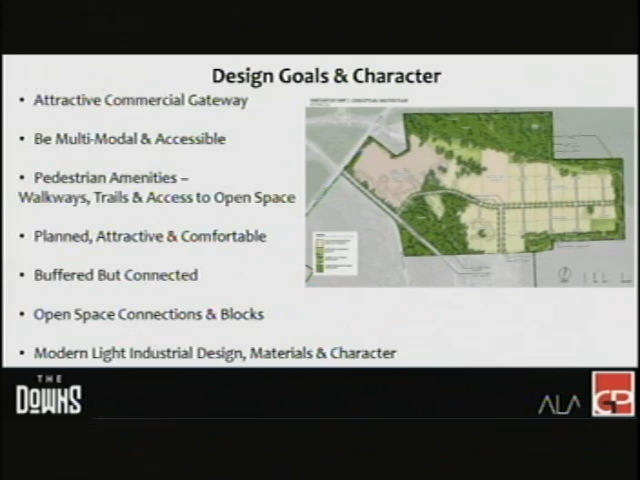 Design Goals & Character
• Attractive Commercial Gateway
• Be Multi-Modal & Accessible
• Pedestrian Amenities –
Walkways, Trails & Access to Open Space
• Planned, Attractive & Comfortable
• Buffered But Connected
• Open Space Connections & Blocks
• Modern Light Industrial Design, Materials & Character
THE
DOWNS
ALA
GP